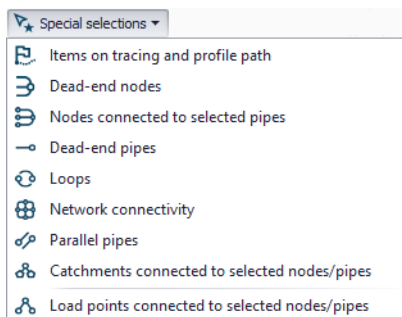 Special selections
Items on tracing and profile path
Dead-end nodes
Nodes connected to selected pipes
Dead-end pipes
Loops
Network connectivity
Parallel pipes
Catchments connected to selected nodes/pipes
Load points connected to selected nodes/pipes